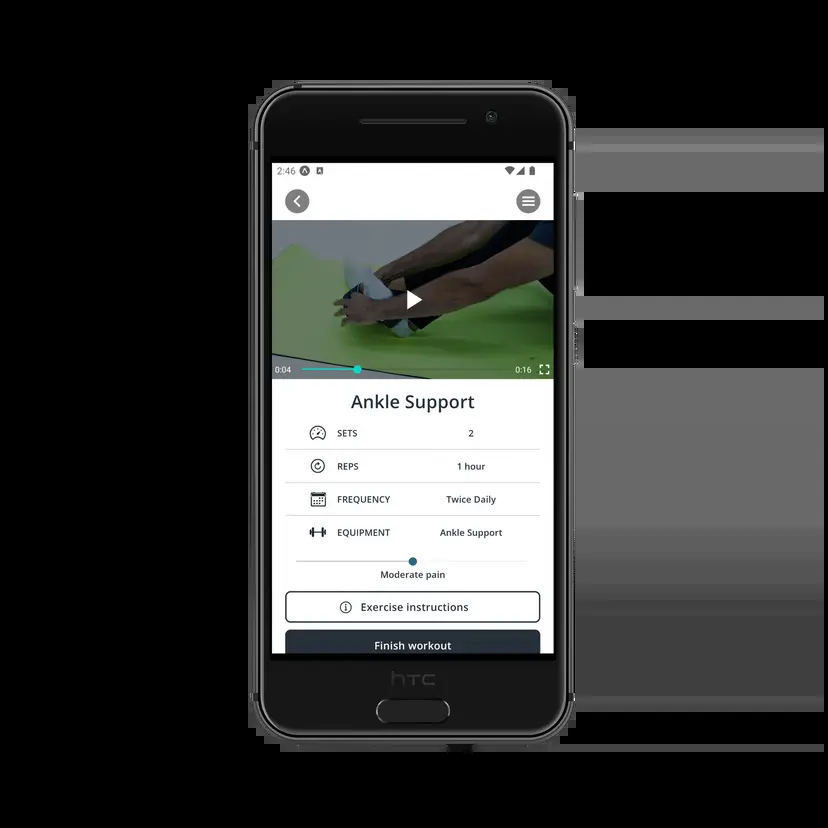 2:46
0:04 0:16
Ankle Support
SETS 2
REPS 1 hour
FREQUENCY Twice Daily
EQUIPMENT Ankle Support
Moderate pain
Exercise instructions
Finish workout
hTC